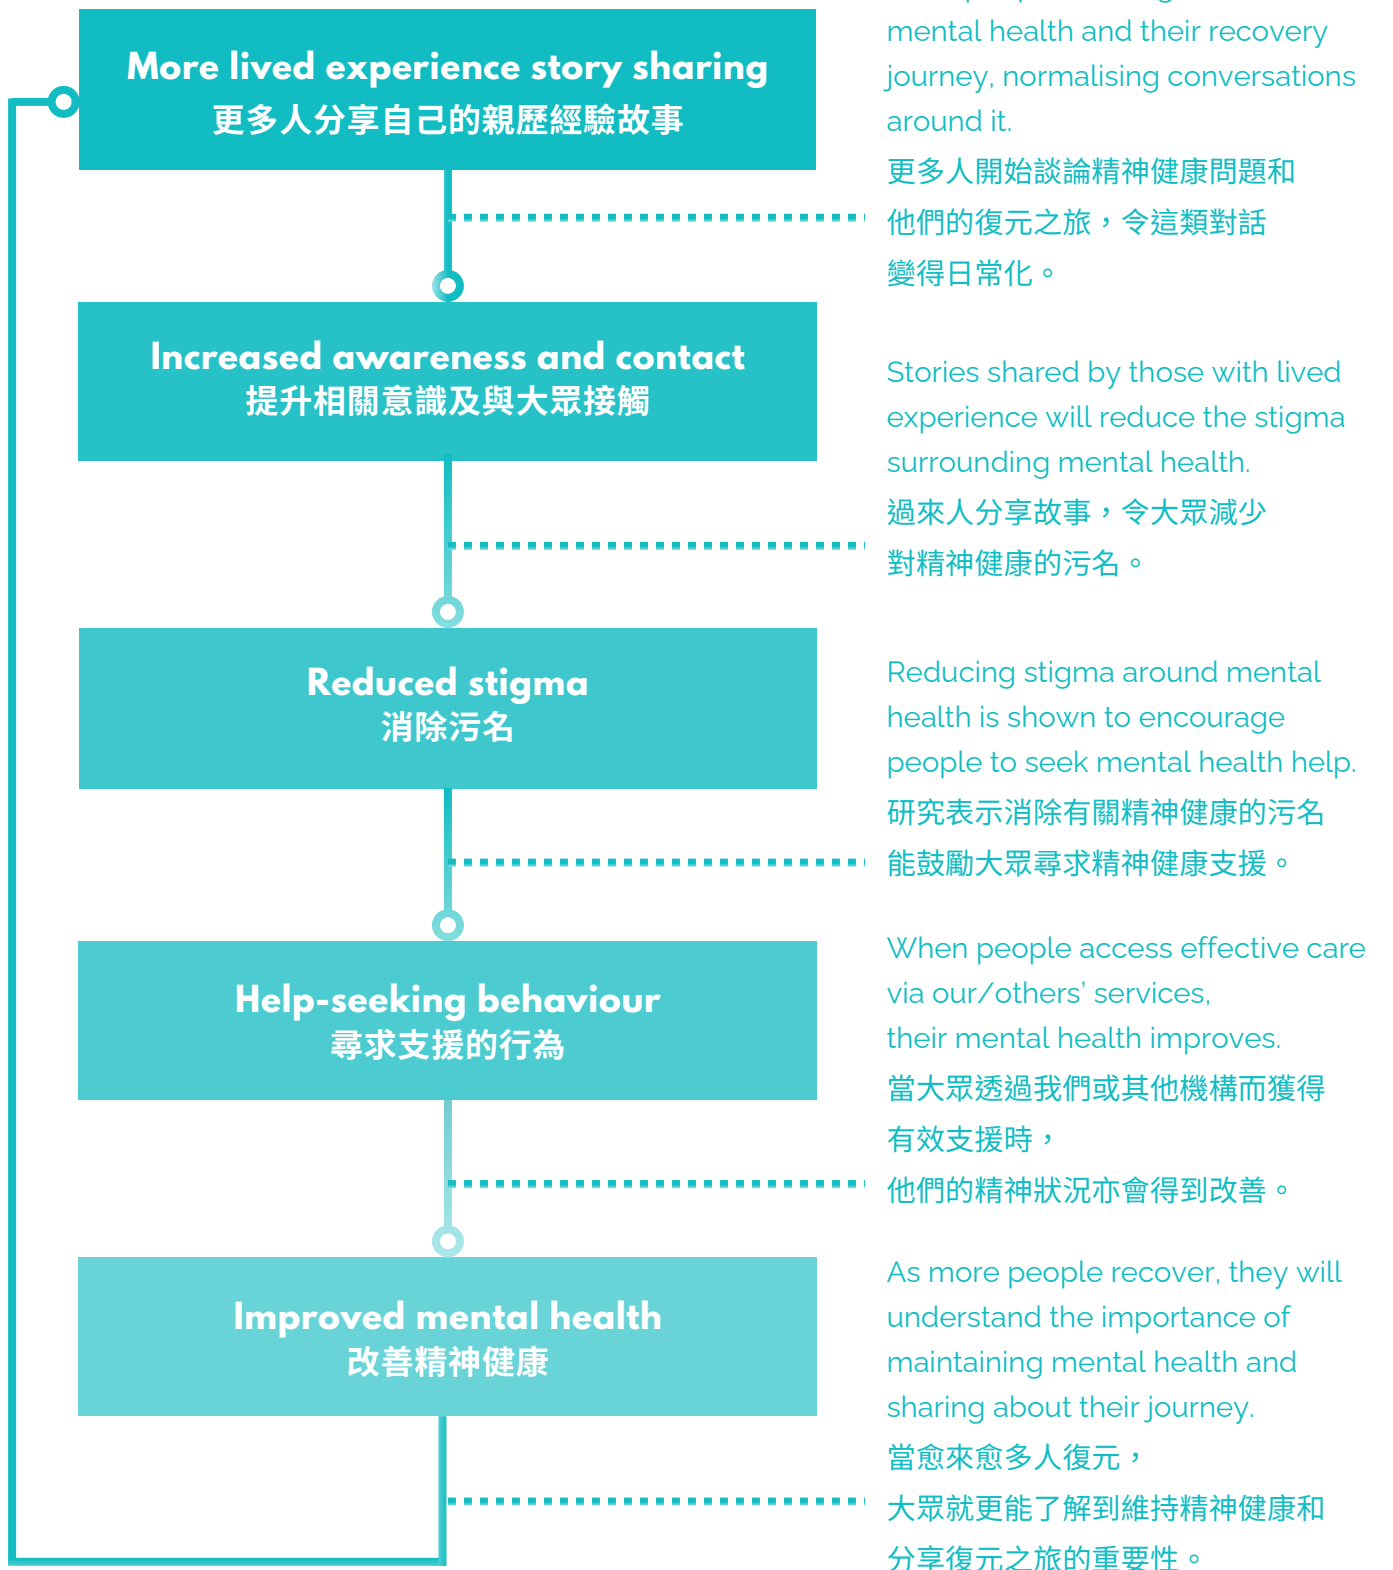 More lived experience story sharing
更多人分享自己的親歷經驗故事
mental health and their recovery
journey, normalising conversations
around it.
更多人開始談論精神健康問題和
他們的復元之旅，令這類對話
變得日常化。
Increased awareness and contact
提升相關意識及與大眾接觸
Stories shared by those with lived
experience will reduce the stigma
surrounding mental health.
過來人分享故事，令大眾減少
對精神健康的污名。
Reduced stigma
消除污名
Reducing stigma around mental
health is shown to encourage
people to seek mental health help.
研究表示消除有關精神健康的污名
能鼓勵大眾尋求精神健康支援。
Help-seeking behaviour
尋求支援的行為
When people access effective care
via our/others’ services,
their mental health improves.
當大眾透過我們或其他機構而獲得
有效支援時，
他們的精神狀況亦會得到改善。
Improved mental health
改善精神健康
As more people recover, they will
understand the importance of
maintaining mental health and
sharing about their journey.
當愈來愈多人復元，
大眾就更能了解到維持精神健康和
分享復元之旅的重要性。